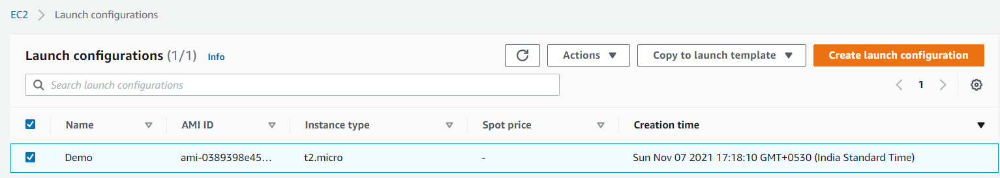 EC2 > Launch configurations
Launch configurations (1/1) Info Actions Copy to launch template Create launch configuration
Search launch configurations 1
Name AMI ID Instance type Spot price Creation time
Demo ami-0389398e45... t2.micro - Sun Nov 07 2021 17:18:10 GMT+0530 (India Standard Time)